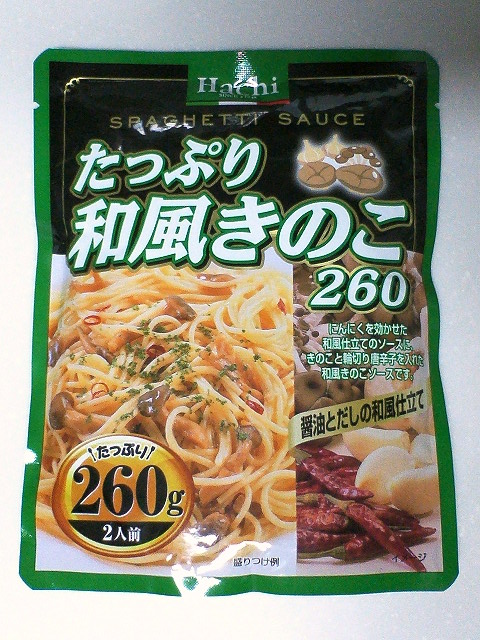 Hachi
SPAGHETTI SAUCE
たっぷり
和風きのこ
260
にんにくを効かせた
和風仕立てのソースに、
きのこと輪切り唐辛子を入れた
和風きのこソースです。
醤油とだしの和風仕立て
たっぷり
260g
2人前
盛りつけ例
イメージ